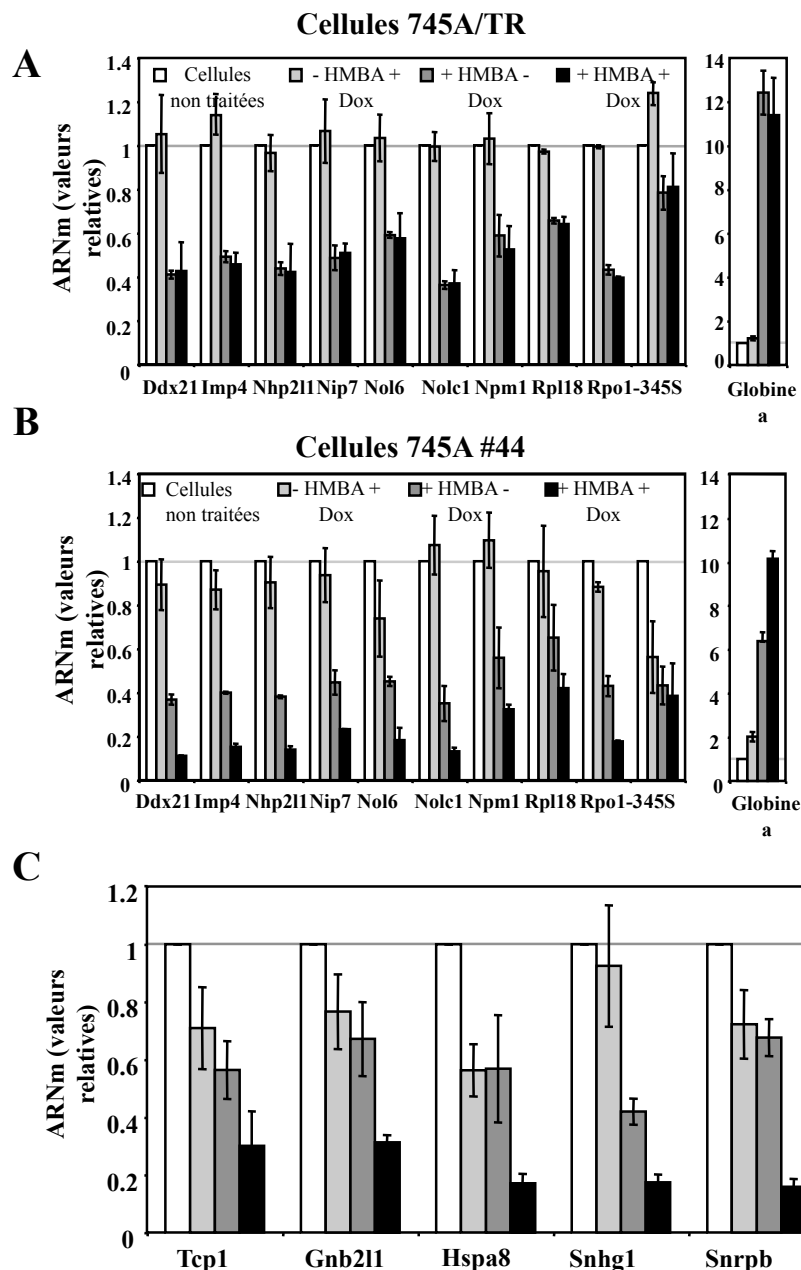 Cellules 745A/TR
A
Cellules non traitées
- HMBA + Dox
+ HMBA - Dox
+ HMBA + Dox
ARNm (valeurs relatives)
1.4
1.2
1
0.8
0.6
0.4
0.2
0
Ddx21 Imp4 Nhp2l1 Nip7 Nol6 Nolc1 Npm1 Rpl18 Rpo1-345S
14
12
10
8
6
4
2
0
Globine
a
B
Cellules 745A #44
Cellules non traitées
- HMBA + Dox
+ HMBA - Dox
+ HMBA + Dox
ARNm (valeurs relatives)
1.4
1.2
1
0.8
0.6
0.4
0.2
0
Ddx21 Imp4 Nhp2l1 Nip7 Nol6 Nolc1 Npm1 Rpl18 Rpo1-345S
14
12
10
8
6
4
2
0
Globine
a
C
ARNm (valeurs relatives)
1.2
1
0.8
0.6
0.4
0.2
0
Tcp1 Gnb2l1 Hspa8 Snhg1 Snrpb